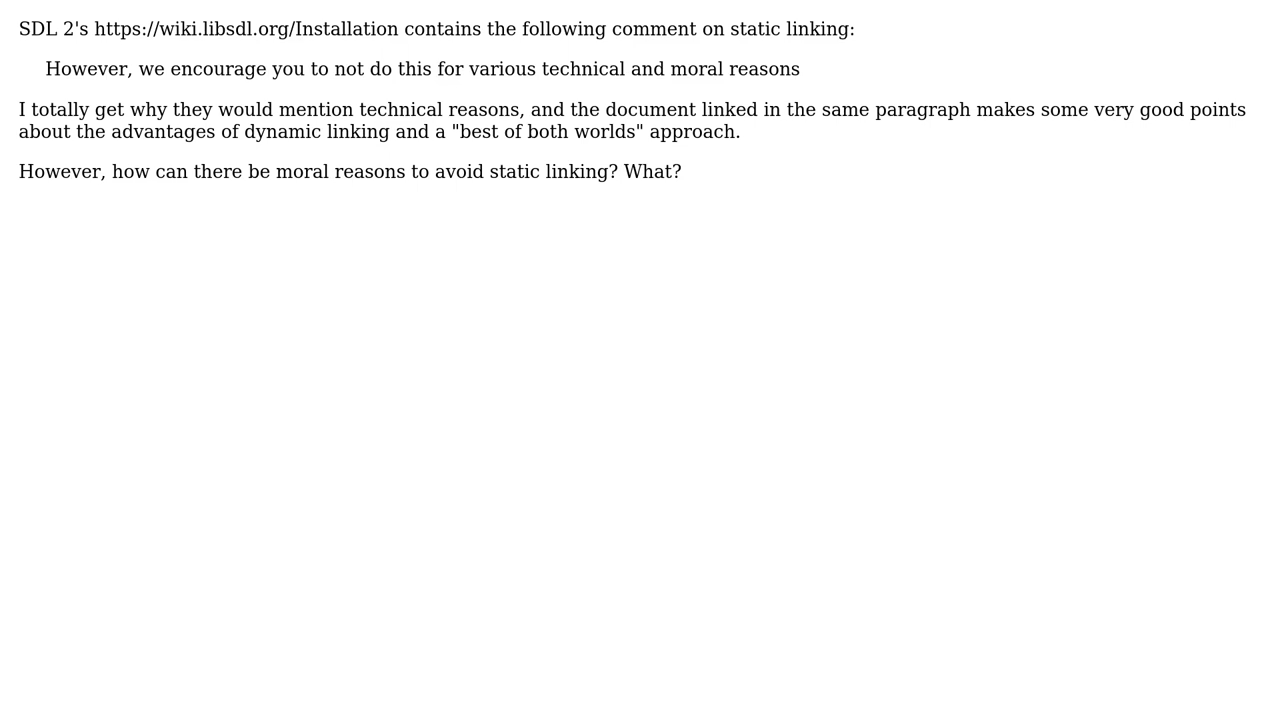 SDL 2's https://wiki.libsdl.org/Installation contains the following comment on static linking:
However, we encourage you to not do this for various technical and moral reasons
I totally get why they would mention technical reasons, and the document linked in the same paragraph makes some very good points
about the advantages of dynamic linking and a "best of both worlds" approach.
However, how can there be moral reasons to avoid static linking? What?